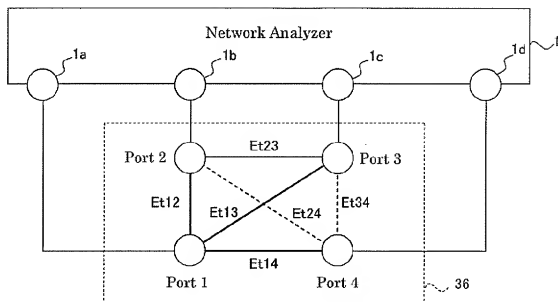 Network Analyzer
1a
1b
1c
1d
Port 2
Et23
Port 3
Et12
Et13
Et24
Et34
Port 1
Et14
Port 4
36